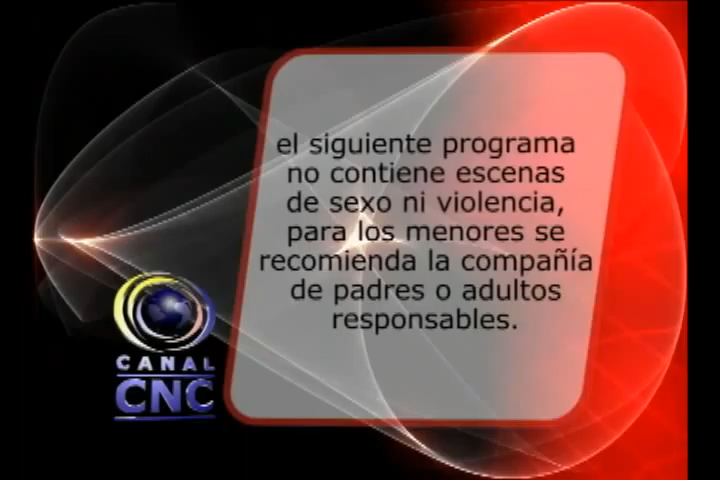 el siguiente programa
no contiene escenas
de sexo ni violencia,
para los menores se
recomienda la compañía
de padres o adultos
responsables.
CANAL
CNC